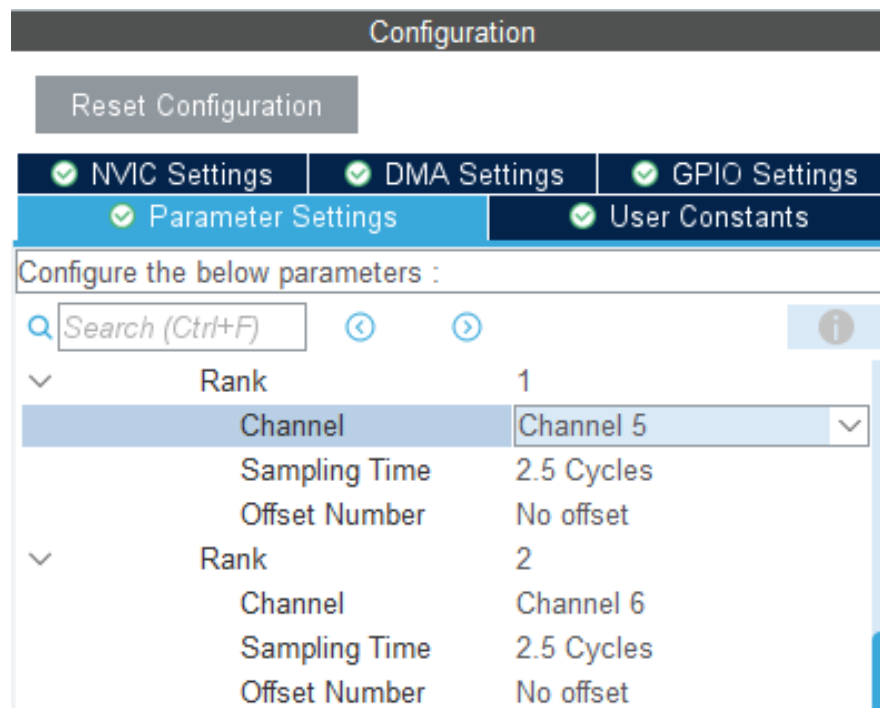 Configuration
Reset Configuration
NVIC Settings DMA Settings GPIO Settings
Parameter Settings User Constants
Configure the below parameters :
Search (Ctrl+F)
Rank 1
Channel Channel 5
Sampling Time 2.5 Cycles
Offset Number No offset
Rank 2
Channel Channel 6
Sampling Time 2.5 Cycles
Offset Number No offset